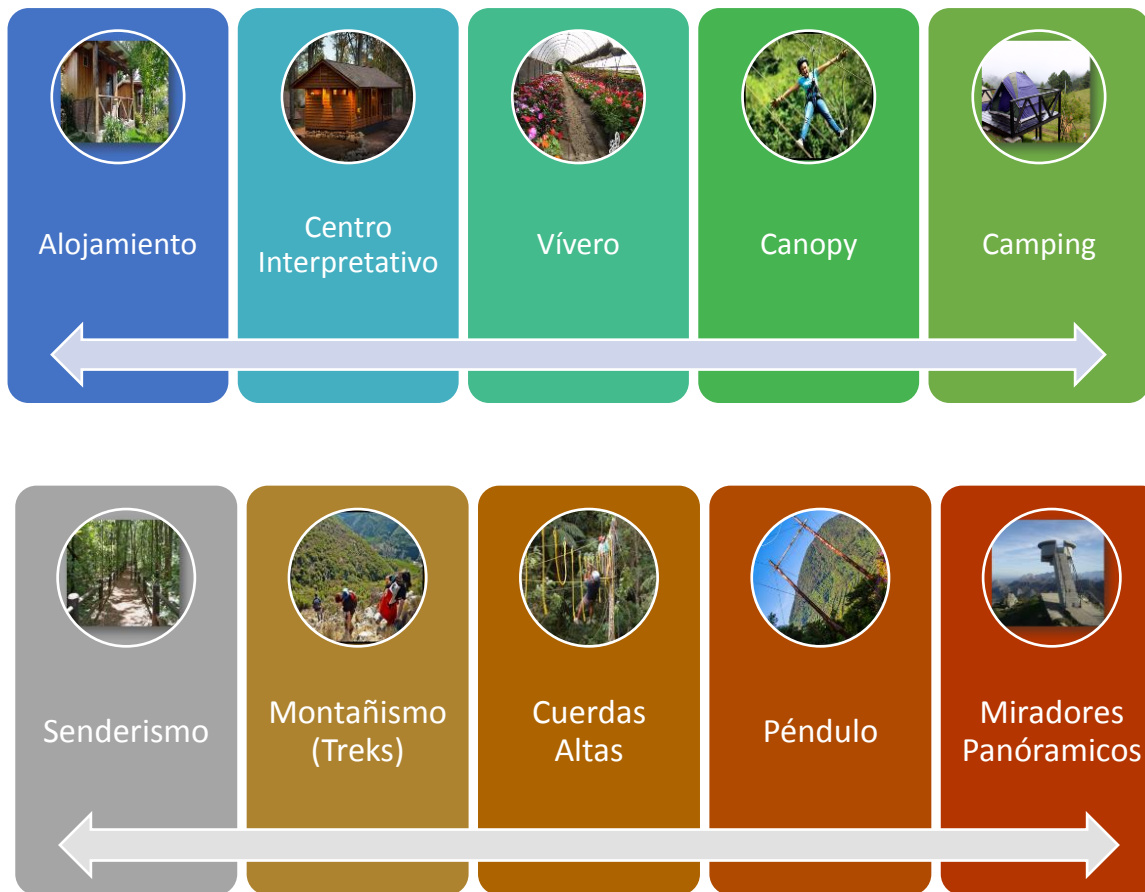 Alojamiento
Centro
Interpretativo
Vívero
Canopy
Camping
Senderismo
Montañismo
(Treks)
Cuerdas
Altas
Péndulo
Miradores
Panóramicos